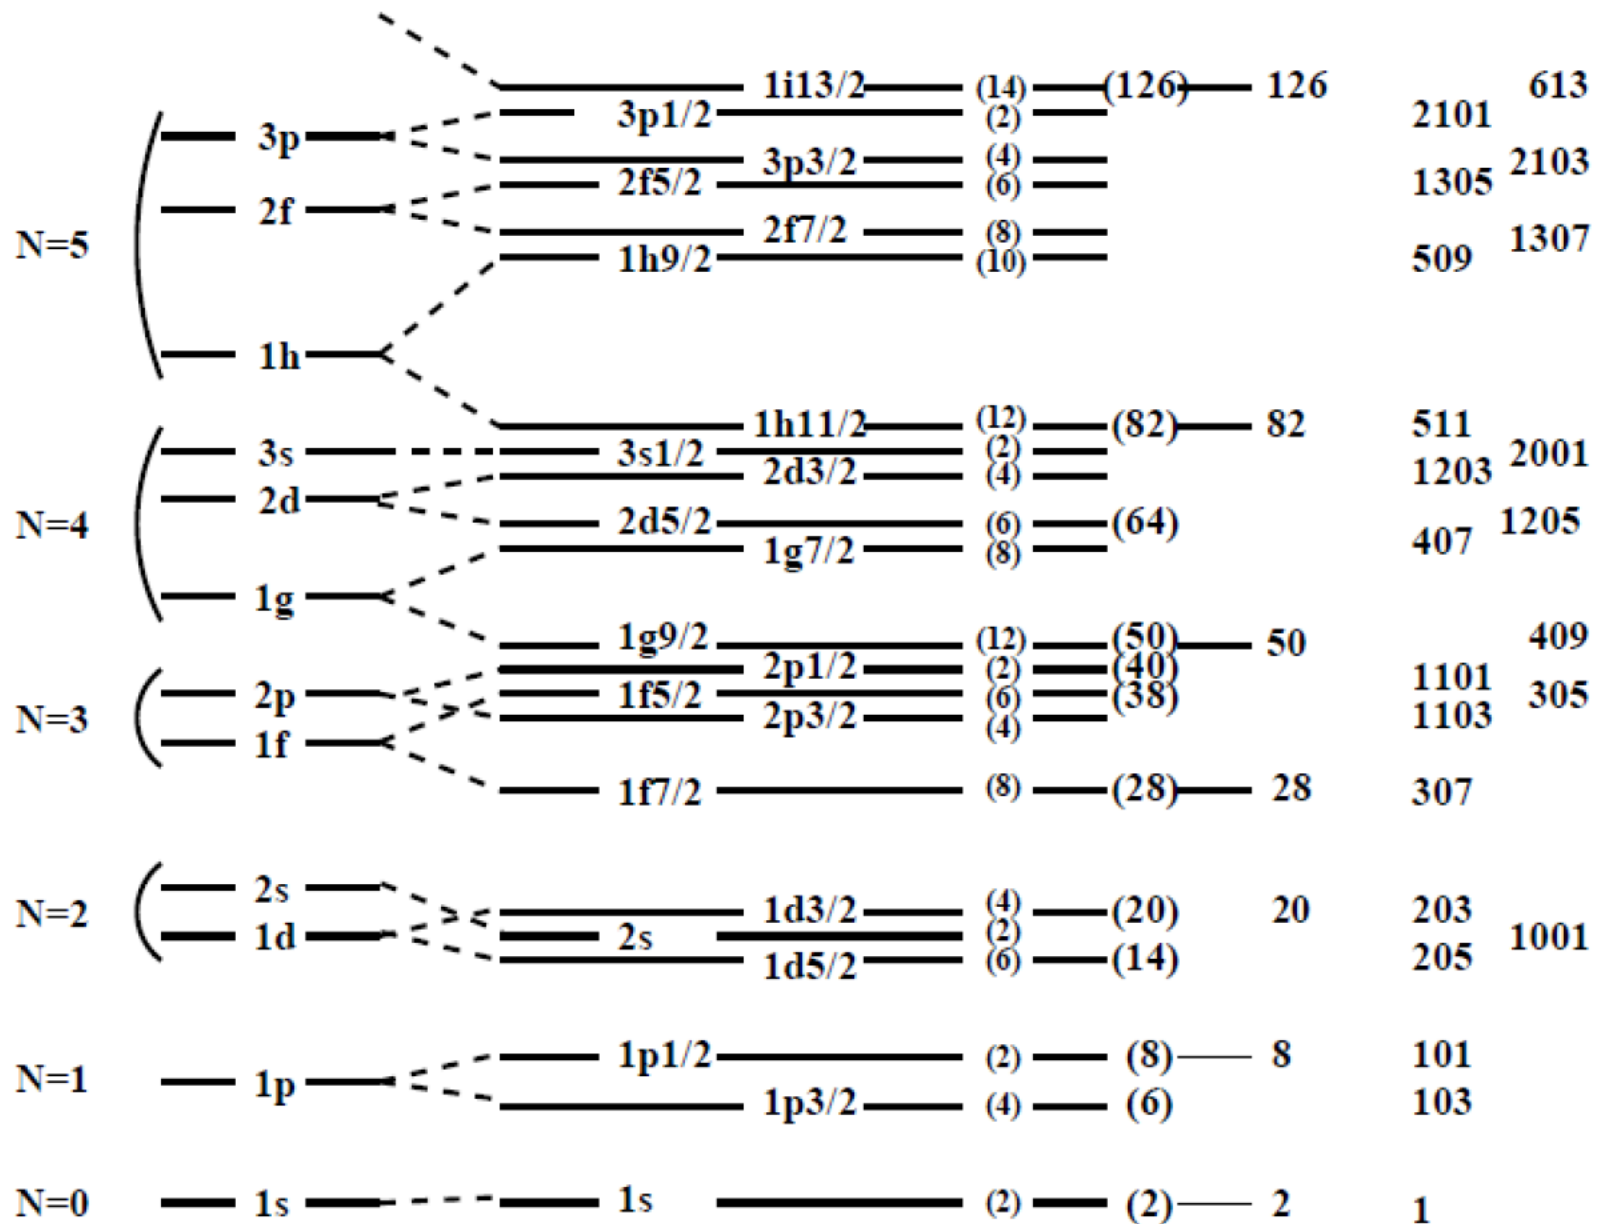 1i13/2 (14) (126) 126 613
3p1/2 (2) 2101
3p
3p3/2 (4) 2103
2f5/2 (6) 1305
2f
2f7/2 (8) 1307
N=5
1h9/2 (10) 509
1h
1h11/2 (12) (82) 82 511
3s 3s1/2 (2) 2001
2d3/2 (4) 1203
2d
N=4 2d5/2 (6) (64) 1205
1g7/2 (8) 407
1g
1g9/2 (12) (50) 50 409
2p1/2 (2) (40) 1101
2p 1f5/2 (6) (38) 305
N=3 2p3/2 (4) 1103
1f
1f7/2 (8) (28) 28 307
2s
N=2 1d3/2 (4) (20) 20 203
1d 2s (2) 1001
1d5/2 (6) (14) 205
1p1/2 (2) (8) 8 101
N=1 1p
1p3/2 (4) (6) 103
N=0 1s 1s (2) (2) 2 1